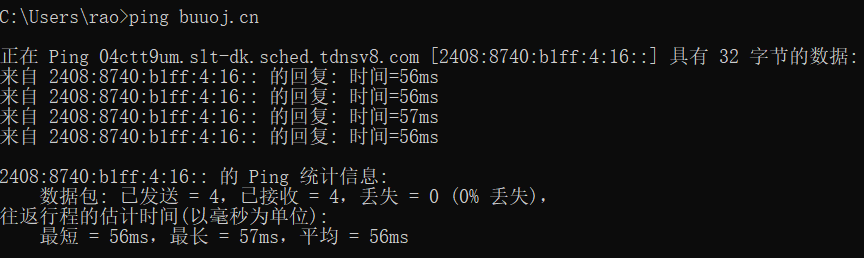 C:\Users\rao>ping buuoj.cn
正在 Ping 04ctt9um.slt-dk.sched.tdnsv8.com [2408:8740:b1ff:4:16::] 具有 32 字节的数据:
来自 2408:8740:b1ff:4:16:: 的回复: 时间=56ms
来自 2408:8740:b1ff:4:16:: 的回复: 时间=56ms
来自 2408:8740:b1ff:4:16:: 的回复: 时间=57ms
来自 2408:8740:b1ff:4:16:: 的回复: 时间=56ms
2408:8740:b1ff:4:16:: 的 Ping 统计信息:
数据包: 已发送 = 4，已接收 = 4，丢失 = 0 (0% 丢失)，
往返行程的估计时间(以毫秒为单位):
最短 = 56ms，最长 = 57ms，平均 = 56ms